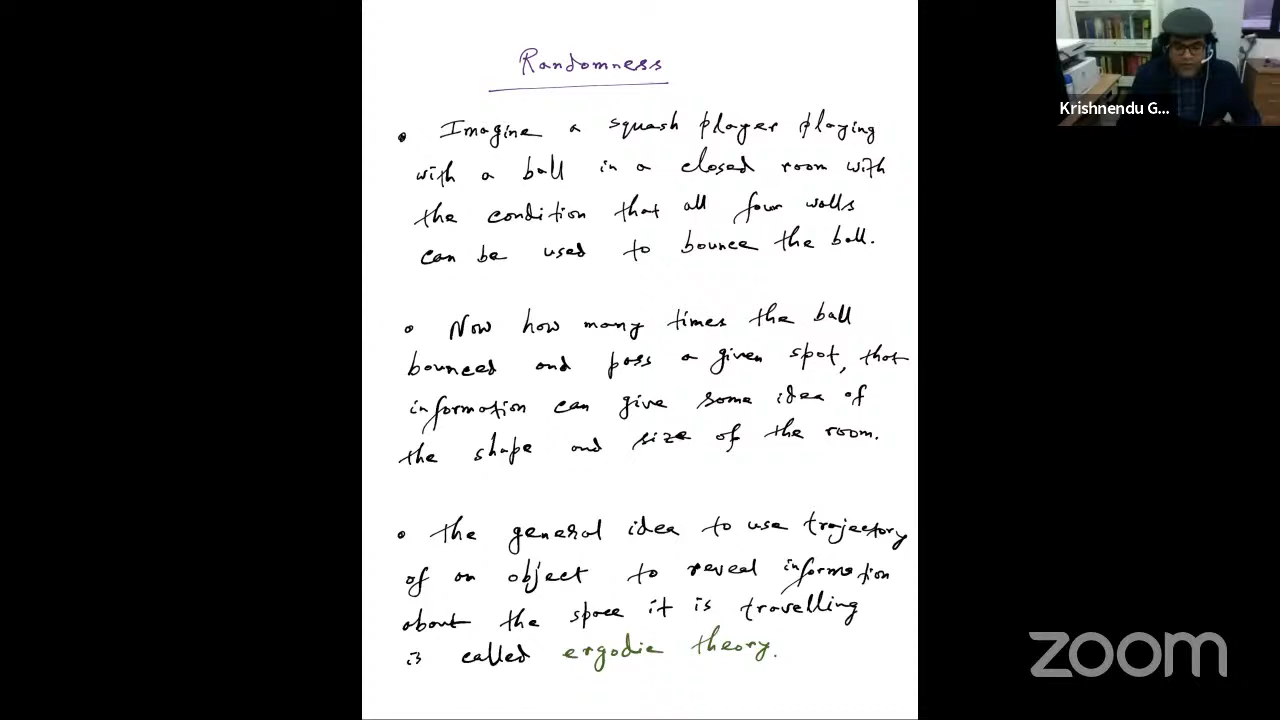 Randomness
• Imagine a squash player playing
with a ball in a closed room with
the condition that all four walls
can be used to bounce the ball.
• Now how many times the ball
bounced and pass a given spot, that
information can give some idea of
the shape and size of the room.
• The general idea to use trajectory
of an object to reveal information
about the space it is travelling
is called ergodic theory.
Krishnendu G...
zoom